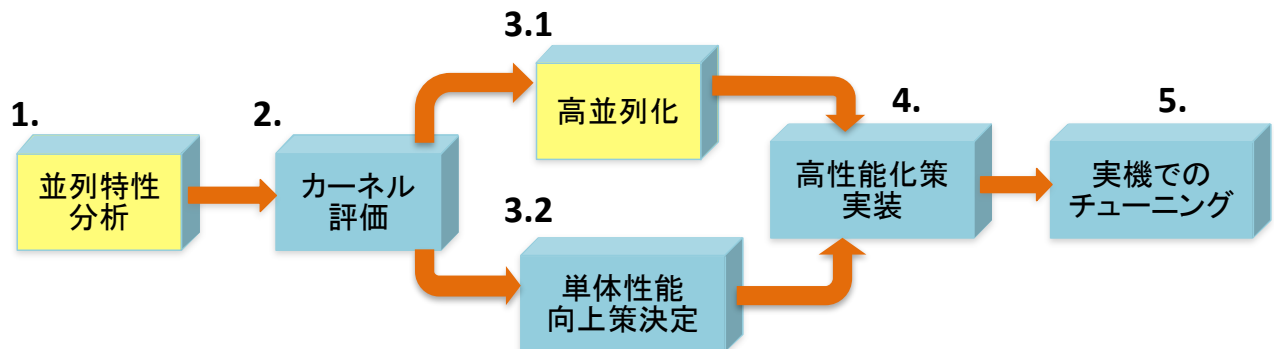 1.
並列特性
分析
2.
カーネル
評価
3.1
高並列化
3.2
単体性能
向上策決定
4.
高性能化策
実装
5.
実機での
チューニング